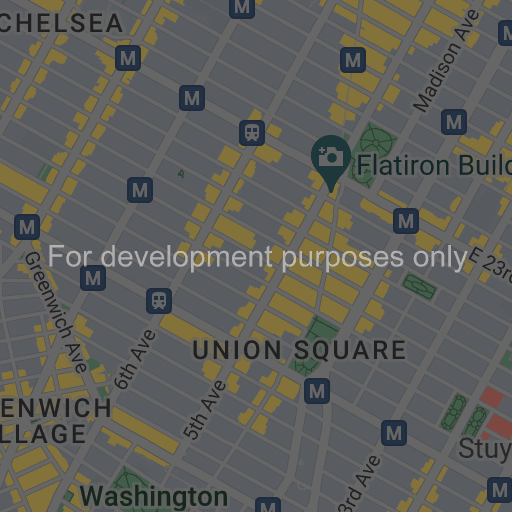 M
CHELSEA
M
M
M
Madison Ave
M
M
Flatiron Build
M
M
M
For development purposes only
E 23rd
M
Greenwich Ave
6th Ave
UNION SQUARE
5th Ave
M
ENWICH
LLAGE
M
Stuy
3rd Ave
M
Washington
M